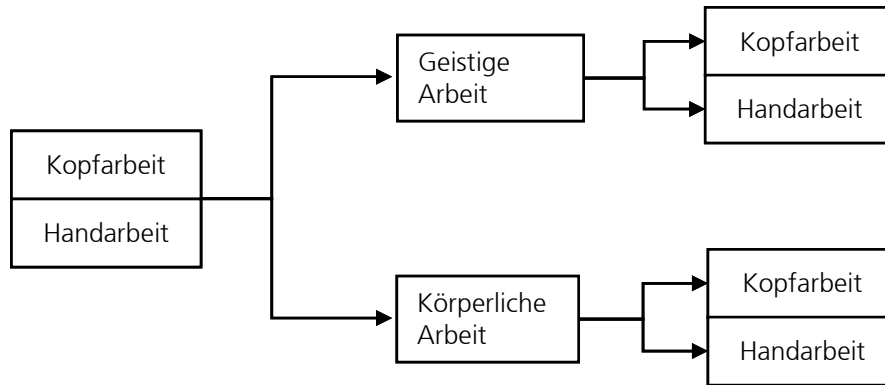 Kopfarbeit
Handarbeit
Geistige
Arbeit
Körperliche
Arbeit
Kopfarbeit
Handarbeit
Kopfarbeit
Handarbeit